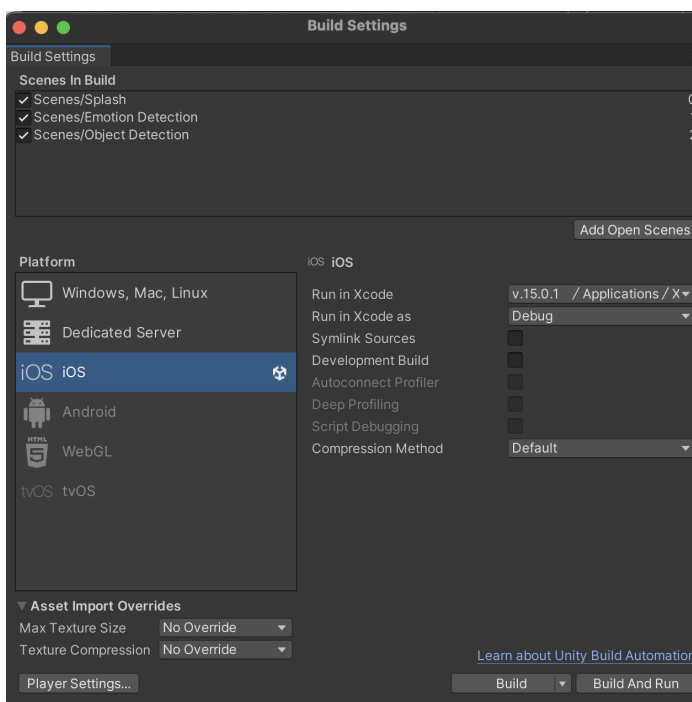 Build Settings
Build Settings
Scenes In Build
Scenes/Splash
Scenes/Emotion Detection
Scenes/Object Detection
Add Open Scenes
Platform
iOS iOS
Windows, Mac, Linux
Dedicated Server
iOS iOS
Android
HTML 5 WebGL
tvOS tvOS
Run in Xcode v.15.0.1 / Applications / X
Run in Xcode as Debug
Symlink Sources
Development Build
Autoconnect Profiler
Deep Profiling
Script Debugging
Compression Method Default
Asset Import Overrides
Max Texture Size No Override
Texture Compression No Override
Learn about Unity Build Automation
Player Settings...
Build
Build And Run